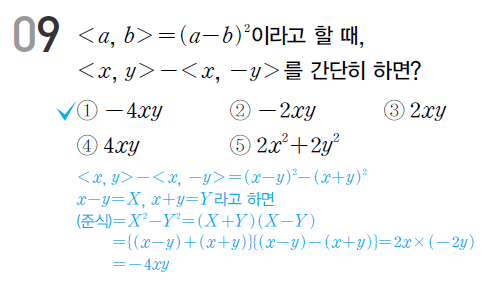 09 <a, b>=(a-b)²이라고 할 때,
<x, y>-<x, -y>를 간단히 하면?
① -4xy ② -2xy ③ 2xy
④ 4xy ⑤ 2x²+2y²
<x, y>-<x, -y>=(x-y)²-(x+y)²
x-y=X, x+y=Y라고 하면
(준식)=X²-Y²=(X+Y)(X-Y)
={(x-y)+(x+y)}{(x-y)-(x+y)}=2x×(-2y)
=-4xy